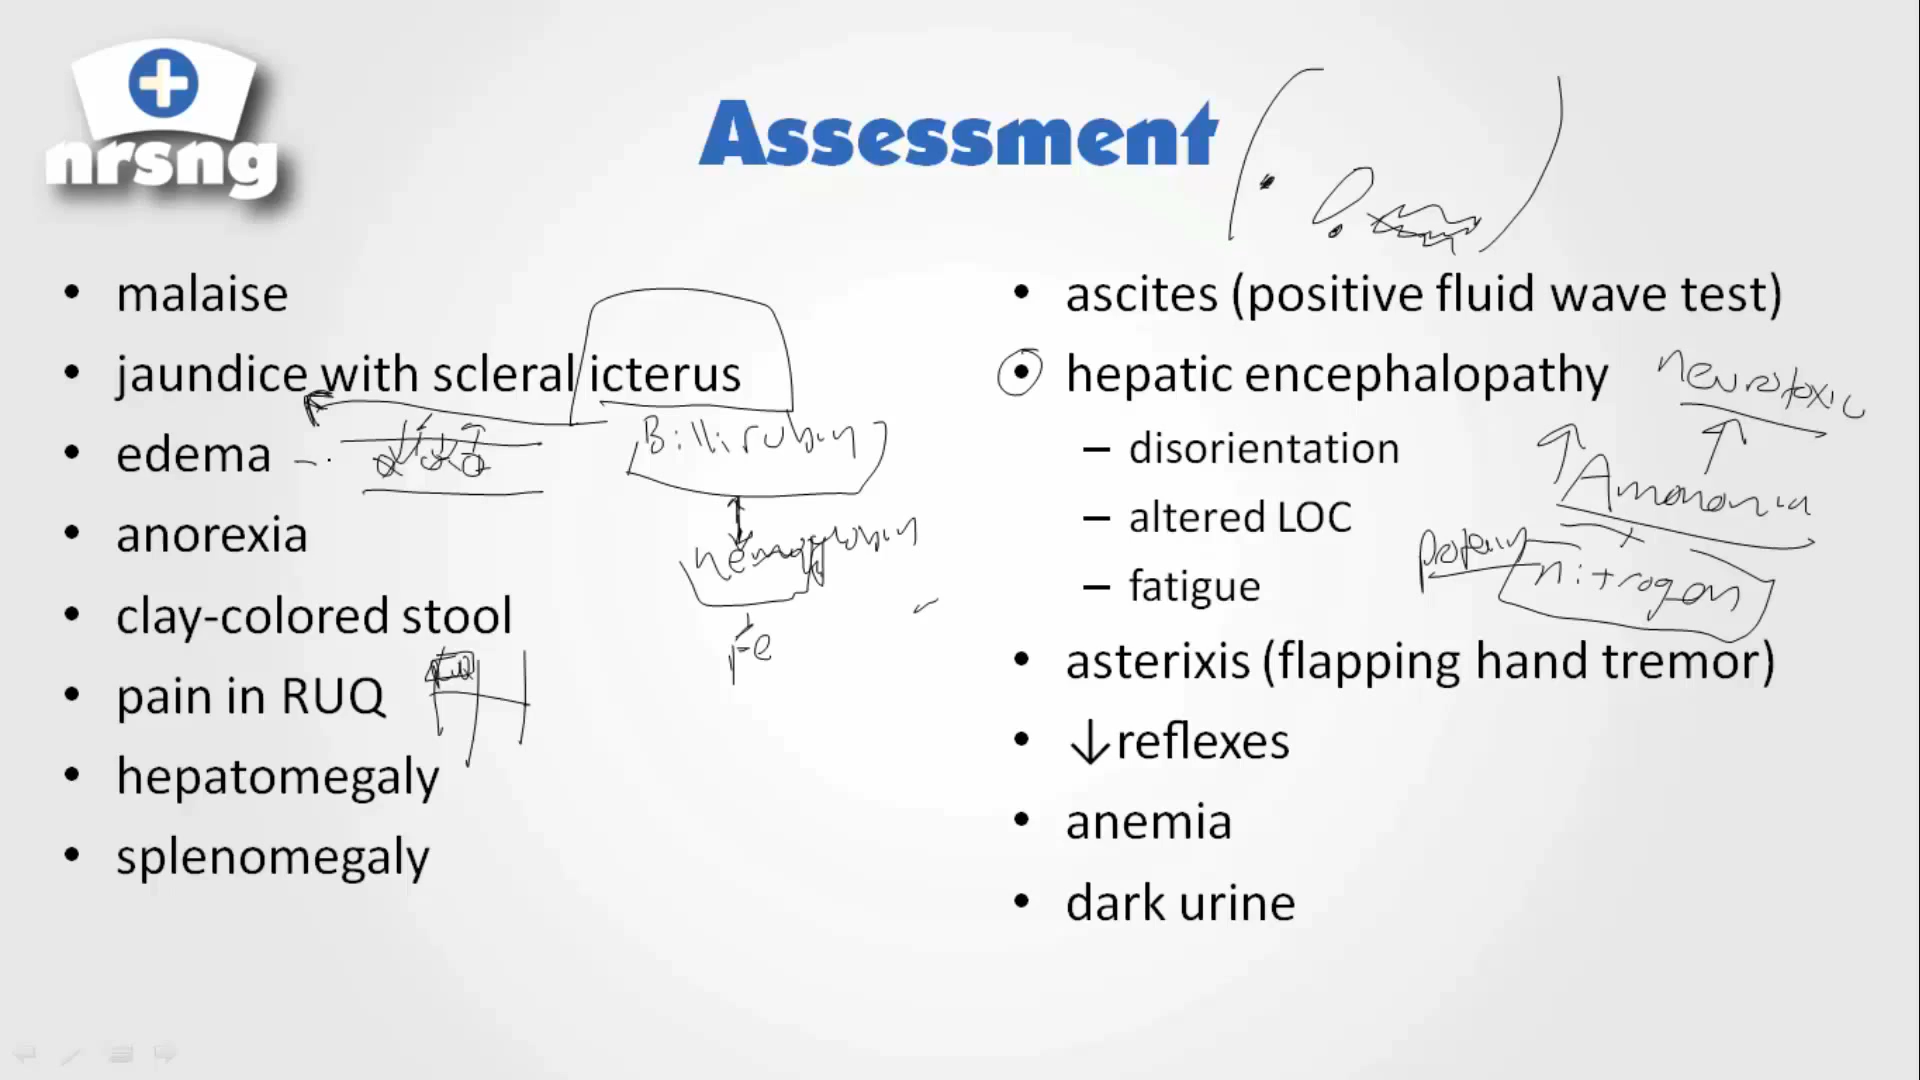 nrsng
Assessment
• malaise
• jaundice with scleral icterus
Billirubin
• edema
• anorexia
hemoglobin
• clay-colored stool
Fe
• pain in RUQ
RUQ
• hepatomegaly
• splenomegaly
• ascites (positive fluid wave test)
• hepatic encephalopathy
neurotoxic
– disorientation
↑ Ammonia
– altered LOC
protein
nitrogen
– fatigue
• asterixis (flapping hand tremor)
• ↓reflexes
• anemia
• dark urine